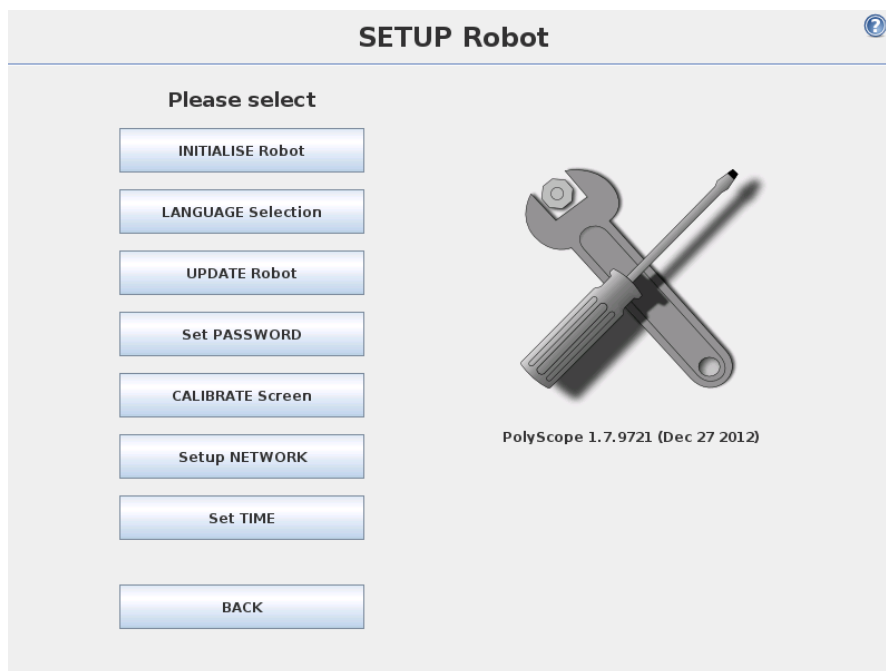 SETUP Robot
?
Please select
INITIALISE Robot
LANGUAGE Selection
UPDATE Robot
Set PASSWORD
CALIBRATE Screen
Setup NETWORK
Set TIME
BACK
PolyScope 1.7.9721 (Dec 27 2012)